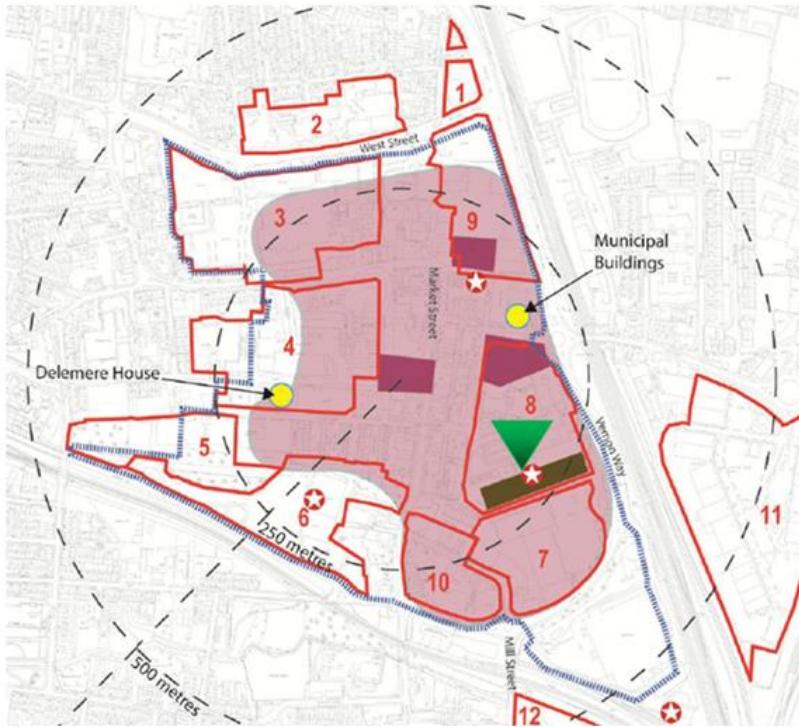 1
2
West Street
3
9
Municipal
Buildings
Market Street
4
Delemere House
8
5
Vernon Way
6
11
250 metres
7
10
Mill Street
500 metres
12